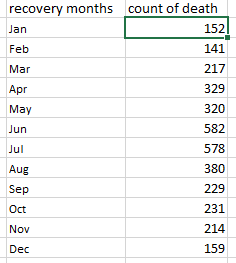 recovery months count of death
Jan 152
Feb 141
Mar 217
Apr 329
May 320
Jun 582
Jul 578
Aug 380
Sep 229
Oct 231
Nov 214
Dec 159